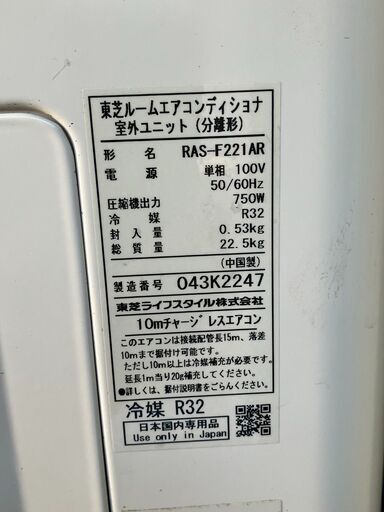 東芝ルームエアコンディショナ
室外ユニット(分離形)
形 名 RAS-F221AR
電 源 単相 100V
50/60Hz
圧縮機出力 750W
冷 媒 R32
封 入 量 0.53kg
総 質 量 22.5kg
(中国製)
製造番号 043K2247
東芝ライフスタイル株式会社
10mチャージレスエアコン
このエアコンは接続配管長15m、落差
10mまで据付け可能です。
ただし10m以上は冷媒補充が必要です。
延長1m当り20g補充してください。
●詳しくは、据付説明書をごらんください。
冷媒 R32
日本国内専用品
Use only in Japan